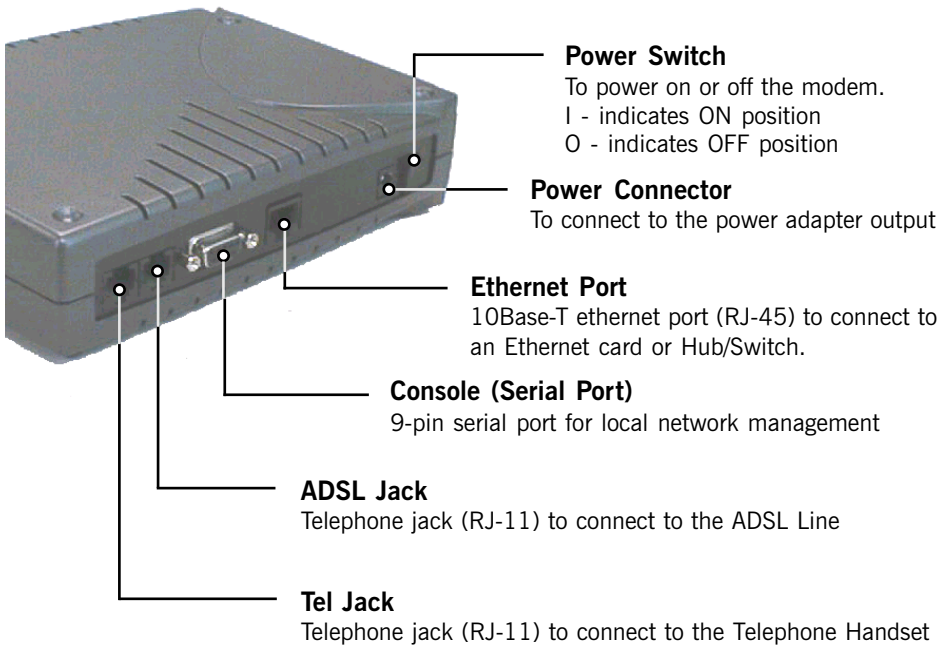 Power Switch
To power on or off the modem.
I - indicates ON position
O - indicates OFF position
Power Connector
To connect to the power adapter output
Ethernet Port
10Base-T ethernet port (RJ-45) to connect to
an Ethernet card or Hub/Switch.
Console (Serial Port)
9-pin serial port for local network management
ADSL Jack
Telephone jack (RJ-11) to connect to the ADSL Line
Tel Jack
Telephone jack (RJ-11) to connect to the Telephone Handset